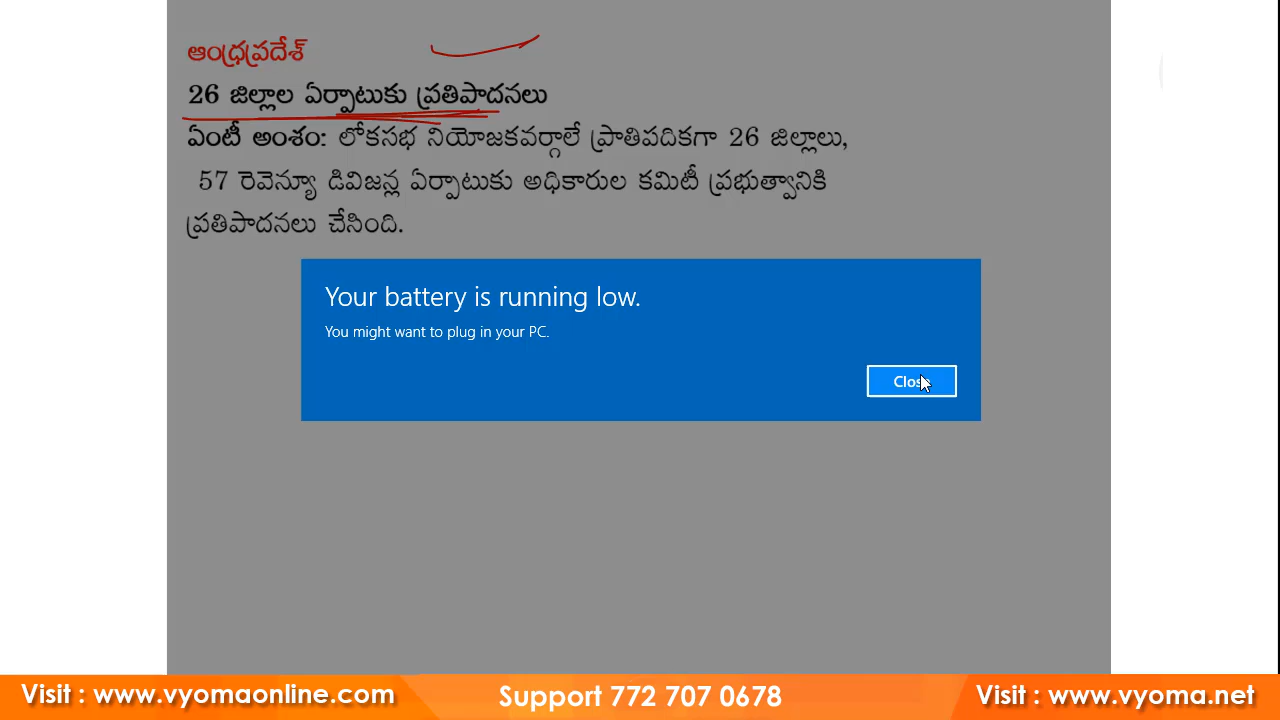 ఆంధ్రప్రదేశ్
26 జిల్లాల ఏర్పాటుకు ప్రతిపాదనలు
ఏంటీ అంశం: లోకసభ నియోజకవర్గాలే ప్రాతిపదికగా 26 జిల్లాలు,
57 రెవెన్యూ డివిజన్ల ఏర్పాటుకు అధికారుల కమిటీ ప్రభుత్వానికి
ప్రతిపాదనలు చేసింది.
Your battery is running low.
You might want to plug in your PC.
Close
Visit : www.vyomaonline.com Support 772 707 0678 Visit : www.vyoma.net